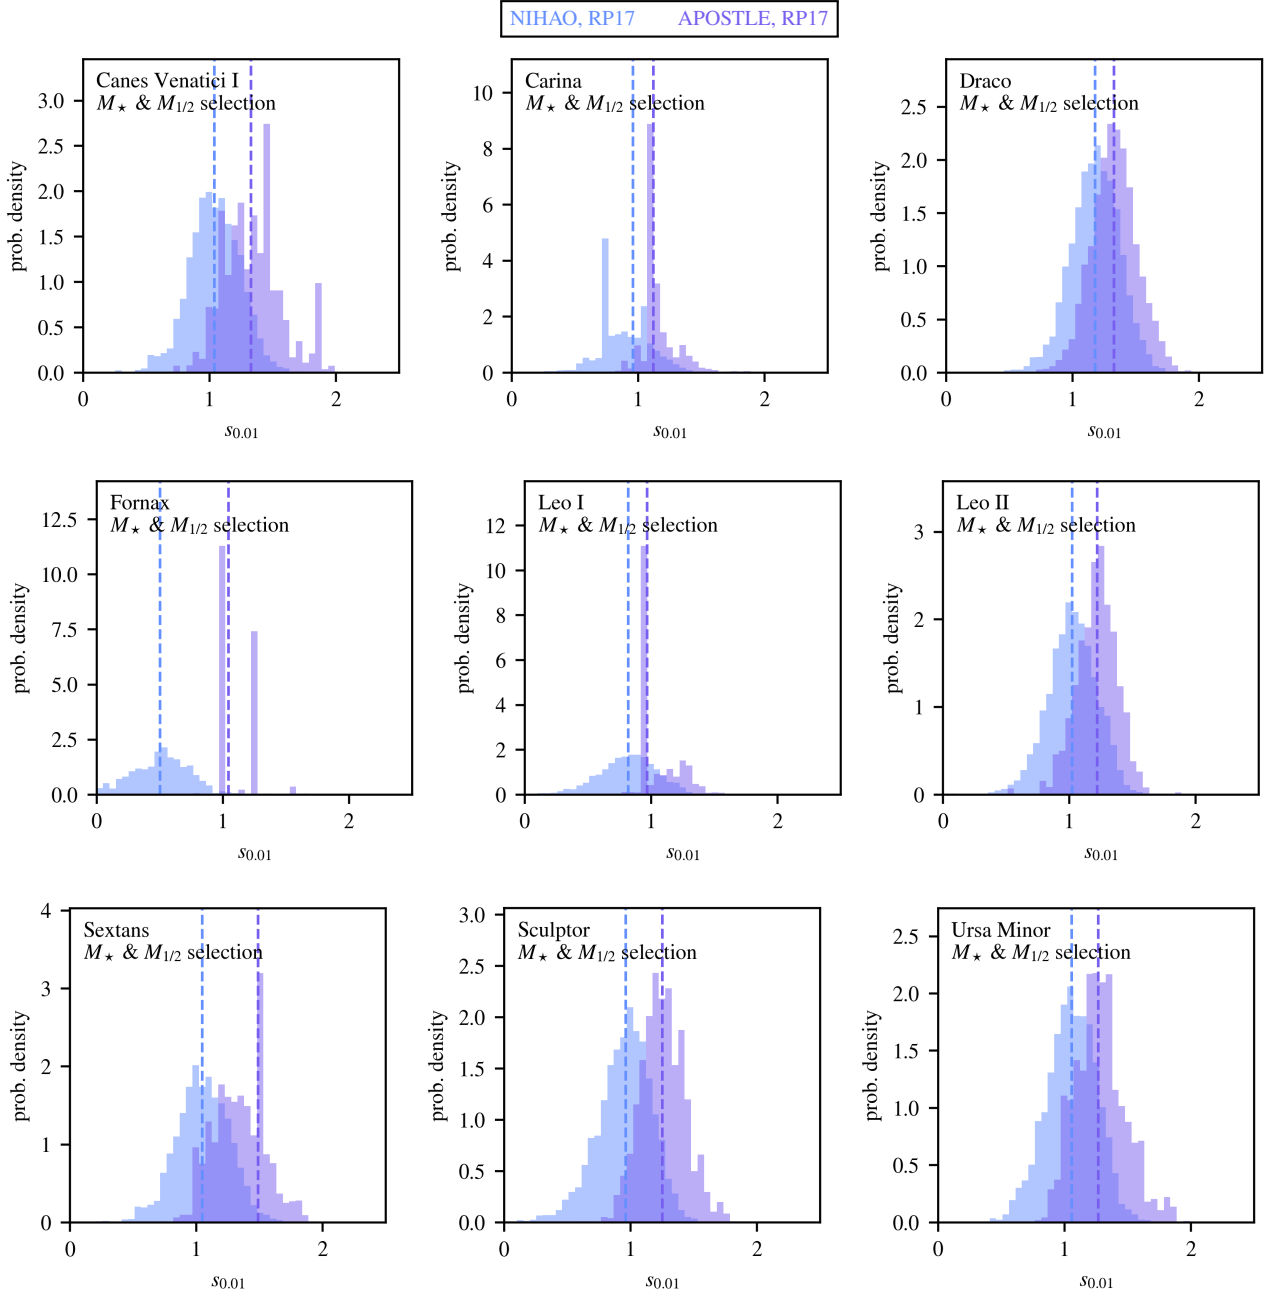 NIHAO, RP17 APOSTLE, RP17
Canes Venatici I
M⋆ & M1/2 selection
prob. density
3.0
2.5
2.0
1.5
1.0
0.5
0.0
0 1 2
s0.01
Carina
M⋆ & M1/2 selection
prob. density
10
8
6
4
2
0
0 1 2
s0.01
Draco
M⋆ & M1/2 selection
prob. density
2.5
2.0
1.5
1.0
0.5
0.0
0 1 2
s0.01
Fornax
M⋆ & M1/2 selection
prob. density
12.5
10.0
7.5
5.0
2.5
0.0
0 1 2
s0.01
Leo I
M⋆ & M1/2 selection
prob. density
12
10
8
6
4
2
0
0 1 2
s0.01
Leo II
M⋆ & M1/2 selection
prob. density
3
2
1
0
0 1 2
s0.01
Sextans
M⋆ & M1/2 selection
prob. density
4
3
2
1
0
0 1 2
s0.01
Sculptor
M⋆ & M1/2 selection
prob. density
3.0
2.5
2.0
1.5
1.0
0.5
0.0
0 1 2
s0.01
Ursa Minor
M⋆ & M1/2 selection
prob. density
2.5
2.0
1.5
1.0
0.5
0.0
0 1 2
s0.01